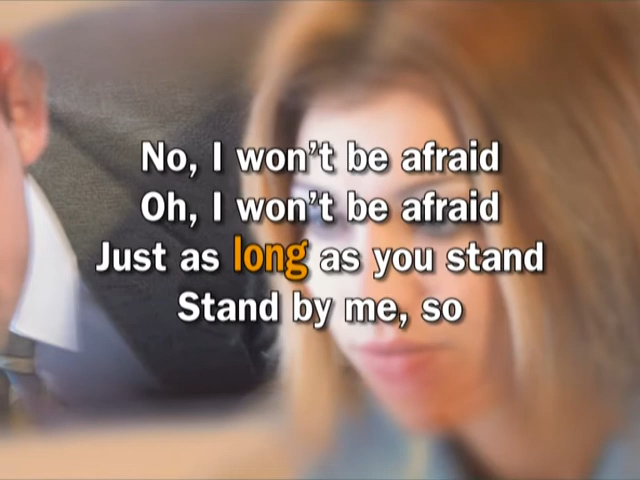 No, I won't be afraid
Oh, I won't be afraid
Just as long as you stand
Stand by me, so